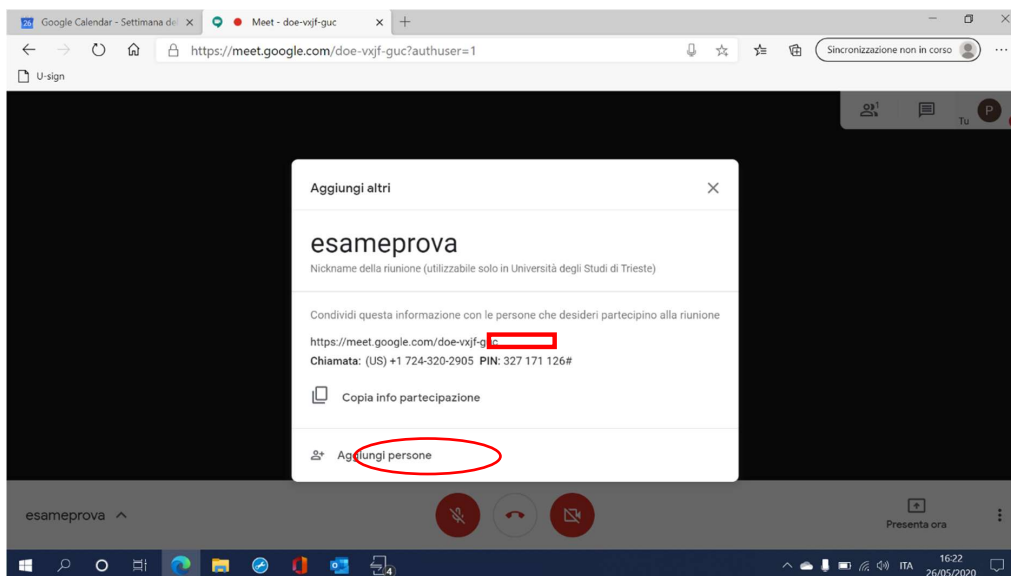 Google Calendar - Settimana del
Meet - doe-vxjf-guc
https://meet.google.com/doe-vxjf-guc?authuser=1
Sincronizzazione non in corso
U-sign
1
Tu
P
Aggiungi altri
esameprova
Nickname della riunione (utilizzabile solo in Università degli Studi di Trieste)
Condividi questa informazione con le persone che desideri partecipino alla riunione
https://meet.google.com/doe-vxjf-guc
Chiamata: (US) +1 724-320-2905 PIN: 327 171 126#
Copia info partecipazione
Aggiungi persone
esameprova
Presenta ora
4
ITA
16:22
26/05/2020